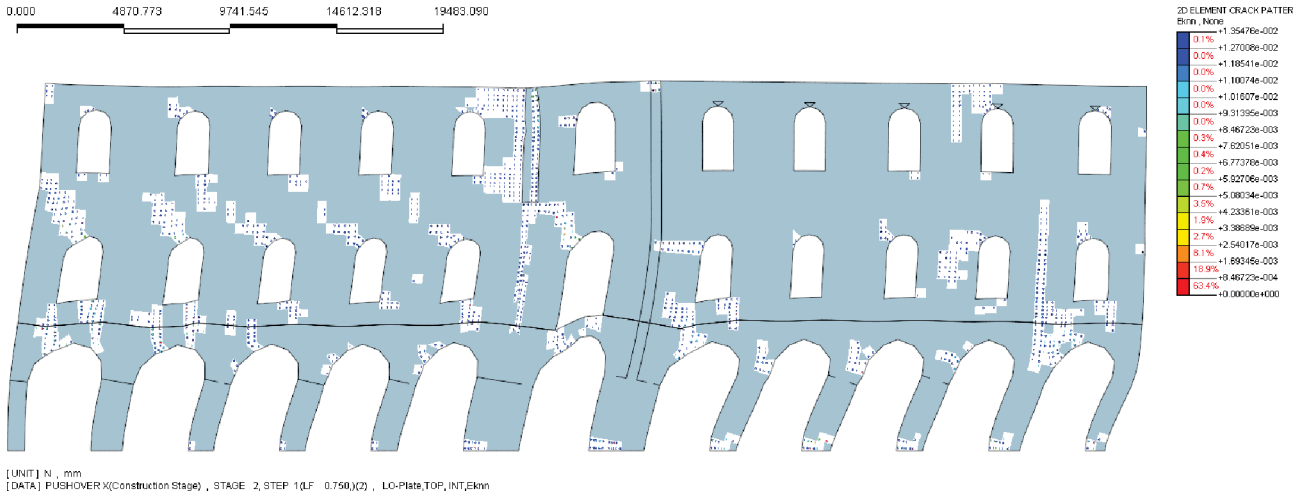 0.000 4870.773 9741.545 14612.318 19483.090
2D ELEMENT CRACK PATTER
Eknn , None
+1.35476e-002
0.1%
+1.27008e-002
0.0%
+1.18541e-002
0.0%
+1.10074e-002
0.0%
+1.01607e-002
0.0%
+9.31395e-003
0.0%
+8.46723e-003
0.3%
+7.62051e-003
0.4%
+6.77378e-003
0.2%
+5.92706e-003
0.7%
+5.08034e-003
3.6%
+4.23361e-003
1.9%
+3.38689e-003
2.7%
+2.54017e-003
8.1%
+1.69345e-003
18.9%
+8.46723e-004
63.4%
+0.00000e+000
[UNIT] N , mm
[DATA] PUSHOVER X(Construction Stage) , STAGE 2, STEP 1(LF 0.750,)(2) , LO-Plate,TOP, INT,Eknn